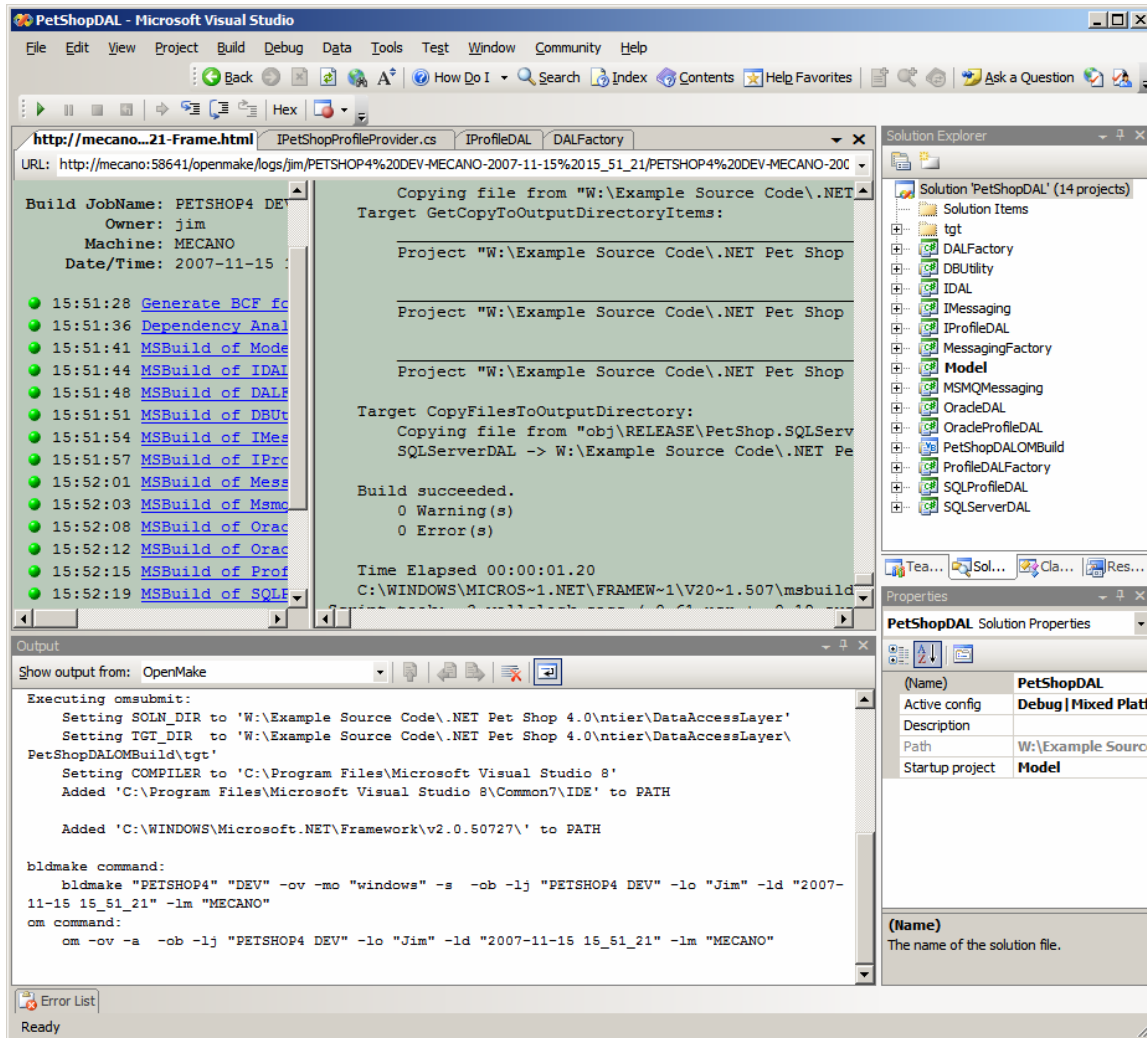 PetShopDAL - Microsoft Visual Studio
File Edit View Project Build Debug Data Tools Test Window Community Help
Back How Do I Search Index Contents Help Favorites Ask a Question
Hex
http://mecano...21-Frame.html IPetShopProfileProvider.cs IProfileDAL DALFactory
URL: http://mecano:58641/openmake/logs/jim/PETSHOP4%20DEV-MECANO-2007-11-15%2015_51_21/PETSHOP4%20DEV-MECANO-200
Build JobName: PETSHOP4 DEV
Owner: jim
Machine: MECANO
Date/Time: 2007-11-15 1
15:51:28 Generate BCF fo
15:51:36 Dependency Anal
15:51:41 MSBuild of Mode
15:51:44 MSBuild of IDAL
15:51:48 MSBuild of DALF
15:51:51 MSBuild of DBUt
15:51:54 MSBuild of IMes
15:51:57 MSBuild of IPro
15:52:01 MSBuild of Mess
15:52:03 MSBuild of Msmq
15:52:08 MSBuild of Orac
15:52:12 MSBuild of Orac
15:52:15 MSBuild of Prof
15:52:19 MSBuild of SQLP
Copying file from "W:\Example Source Code\.NET
Target GetCopyToOutputDirectoryItems:
Project "W:\Example Source Code\.NET Pet Shop
Project "W:\Example Source Code\.NET Pet Shop
Project "W:\Example Source Code\.NET Pet Shop
Target CopyFilesToOutputDirectory:
Copying file from "obj\RELEASE\PetShop.SQLServ
SQLServerDAL -> W:\Example Source Code\.NET Pe
Build succeeded.
0 Warning(s)
0 Error(s)
Time Elapsed 00:00:01.20
C:\WINDOWS\MICROS~1.NET\FRAMEW~1\V20~1.507\msbuild
Solution Explorer
Solution 'PetShopDAL' (14 projects)
Solution Items
tgt
DALFactory
DBUtility
IDAL
IMessaging
IProfileDAL
MessagingFactory
Model
MSMQMessaging
OracleDAL
OracleProfileDAL
PetShopDALOMBuild
ProfileDALFactory
SQLProfileDAL
SQLServerDAL
Tea... Sol... Cla... Res...
Properties
PetShopDAL Solution Properties
(Name) PetShopDAL
Active config Debug|Mixed Platf
Description
Path W:\Example Sourc
Startup project Model
(Name)
The name of the solution file.
Output
Show output from: OpenMake
Executing omsubmit:
Setting SOLN_DIR to 'W:\Example Source Code\.NET Pet Shop 4.0\ntier\DataAccessLayer'
Setting TGT_DIR to 'W:\Example Source Code\.NET Pet Shop 4.0\ntier\DataAccessLayer\
PetShopDALOMBuild\tgt'
Setting COMPILER to 'C:\Program Files\Microsoft Visual Studio 8'
Added 'C:\Program Files\Microsoft Visual Studio 8\Common7\IDE' to PATH
Added 'C:\WINDOWS\Microsoft.NET\Framework\v2.0.50727\' to PATH
bldmake command:
bldmake "PETSHOP4" "DEV" -ov -mo "windows" -s -ob -lj "PETSHOP4 DEV" -lo "Jim" -ld "2007-
11-15 15_51_21" -lm "MECANO"
om command:
om -ov -a -ob -lj "PETSHOP4 DEV" -lo "Jim" -ld "2007-11-15 15_51_21" -lm "MECANO"
Error List
Ready